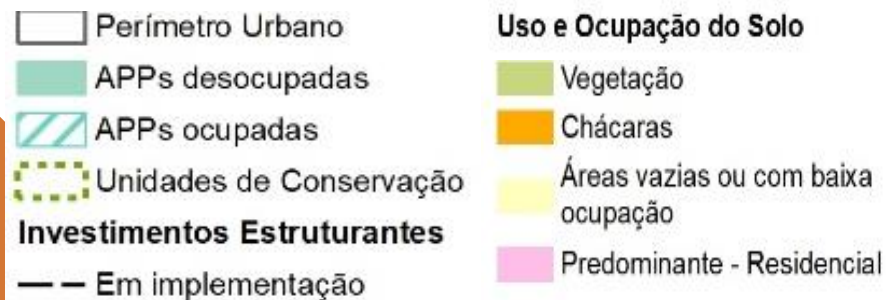 Perímetro Urbano
APPs desocupadas
APPs ocupadas
Unidades de Conservação
Investimentos Estruturantes
Em implementação
Uso e Ocupação do Solo
Vegetação
Chácaras
Áreas vazias ou com baixa
ocupação
Predominante - Residencial